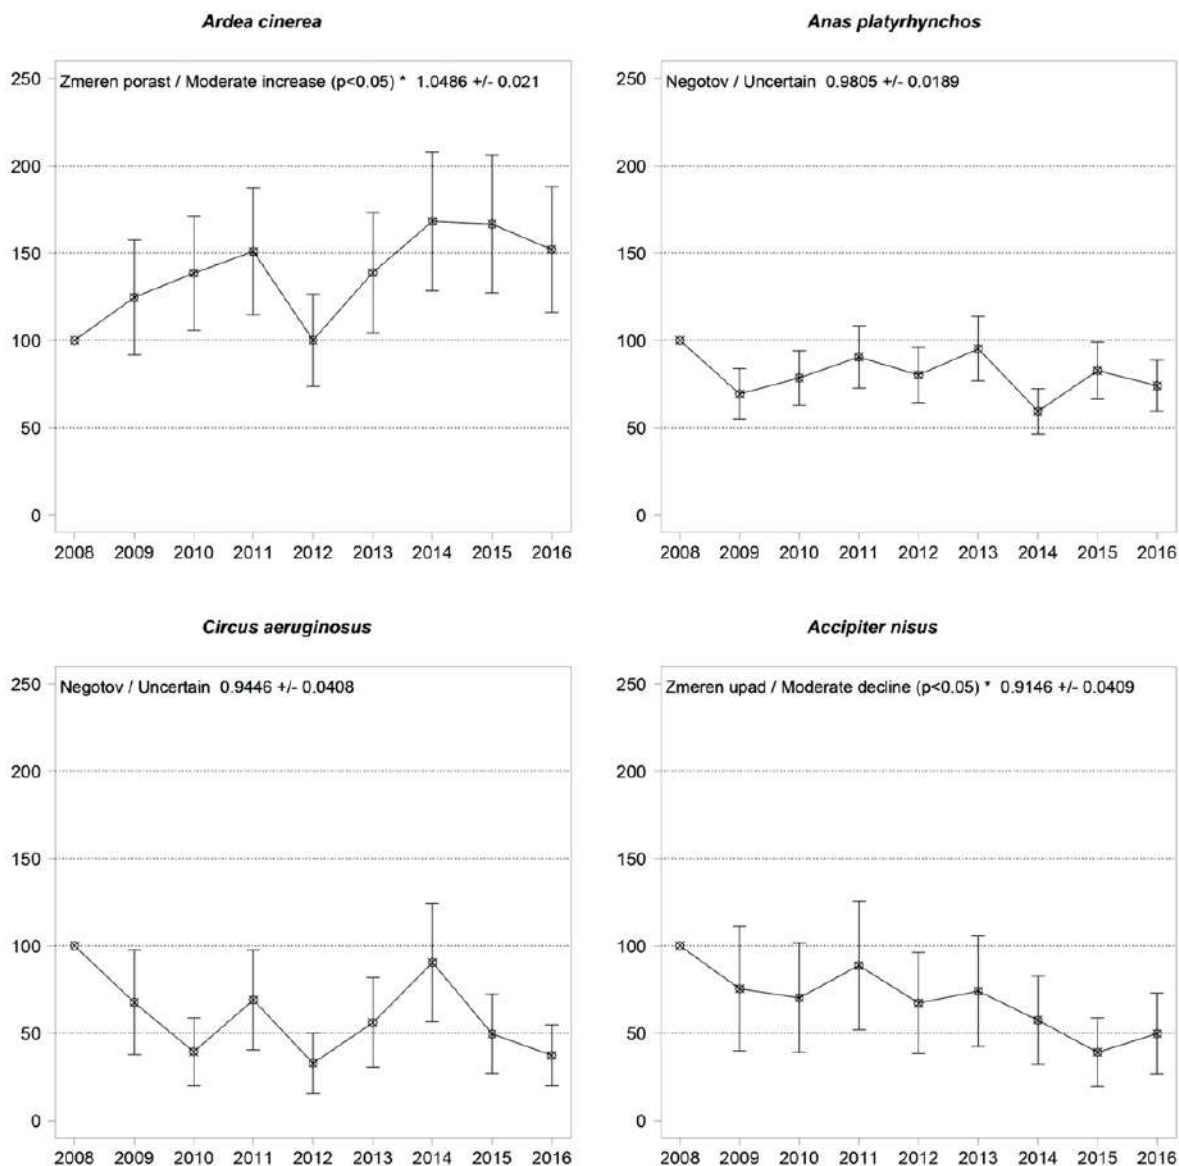 Ardea cinerea
Zmeren porast / Moderate increase (p<0.05) * 1.0486 +/- 0.021
250
200
150
100
50
0
2008 2009 2010 2011 2012 2013 2014 2015 2016
Anas platyrhynchos
Negotov / Uncertain 0.9805 +/- 0.0189
250
200
150
100
50
0
2008 2009 2010 2011 2012 2013 2014 2015 2016
Circus aeruginosus
Negotov / Uncertain 0.9446 +/- 0.0408
250
200
150
100
50
0
2008 2009 2010 2011 2012 2013 2014 2015 2016
Accipiter nisus
Zmeren upad / Moderate decline (p<0.05) * 0.9146 +/- 0.0409
250
200
150
100
50
0
2008 2009 2010 2011 2012 2013 2014 2015 2016